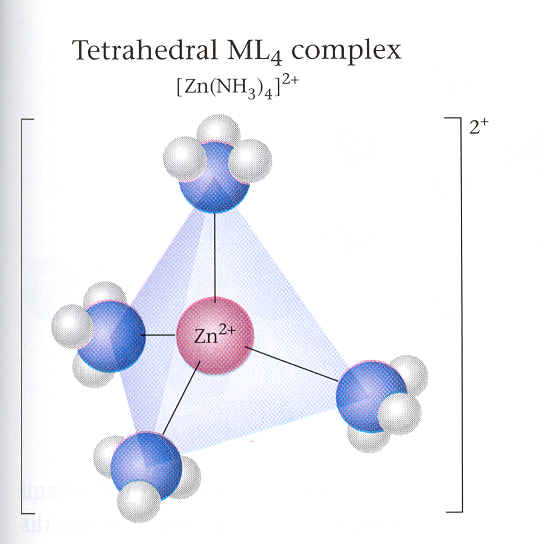 Tetrahedral ML₄ complex
[Zn(NH₃)₄]²⁺
2⁺
Zn²⁺